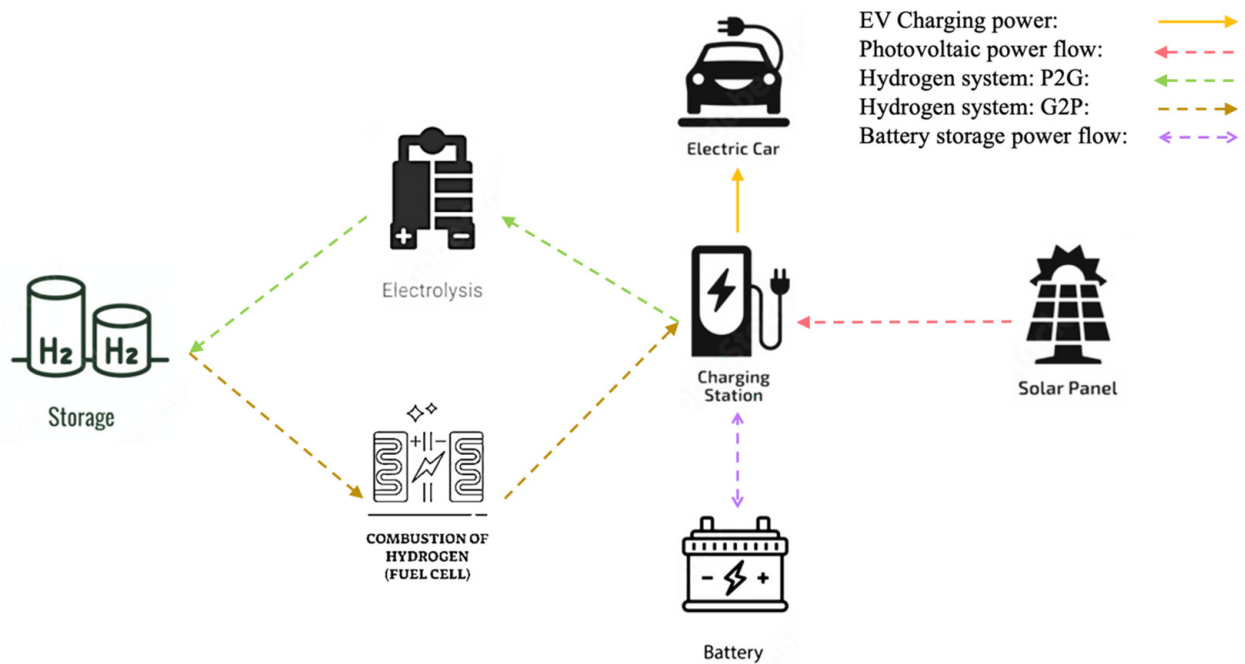 EV Charging power:
Photovoltaic power flow:
Hydrogen system: P2G:
Hydrogen system: G2P:
Battery storage power flow:
Electric Car
+ −
Electrolysis
H2 H2
Storage
Charging
Station
Solar Panel
+ −
COMBUSTION OF
HYDROGEN
(FUEL CELL)
− +
Battery